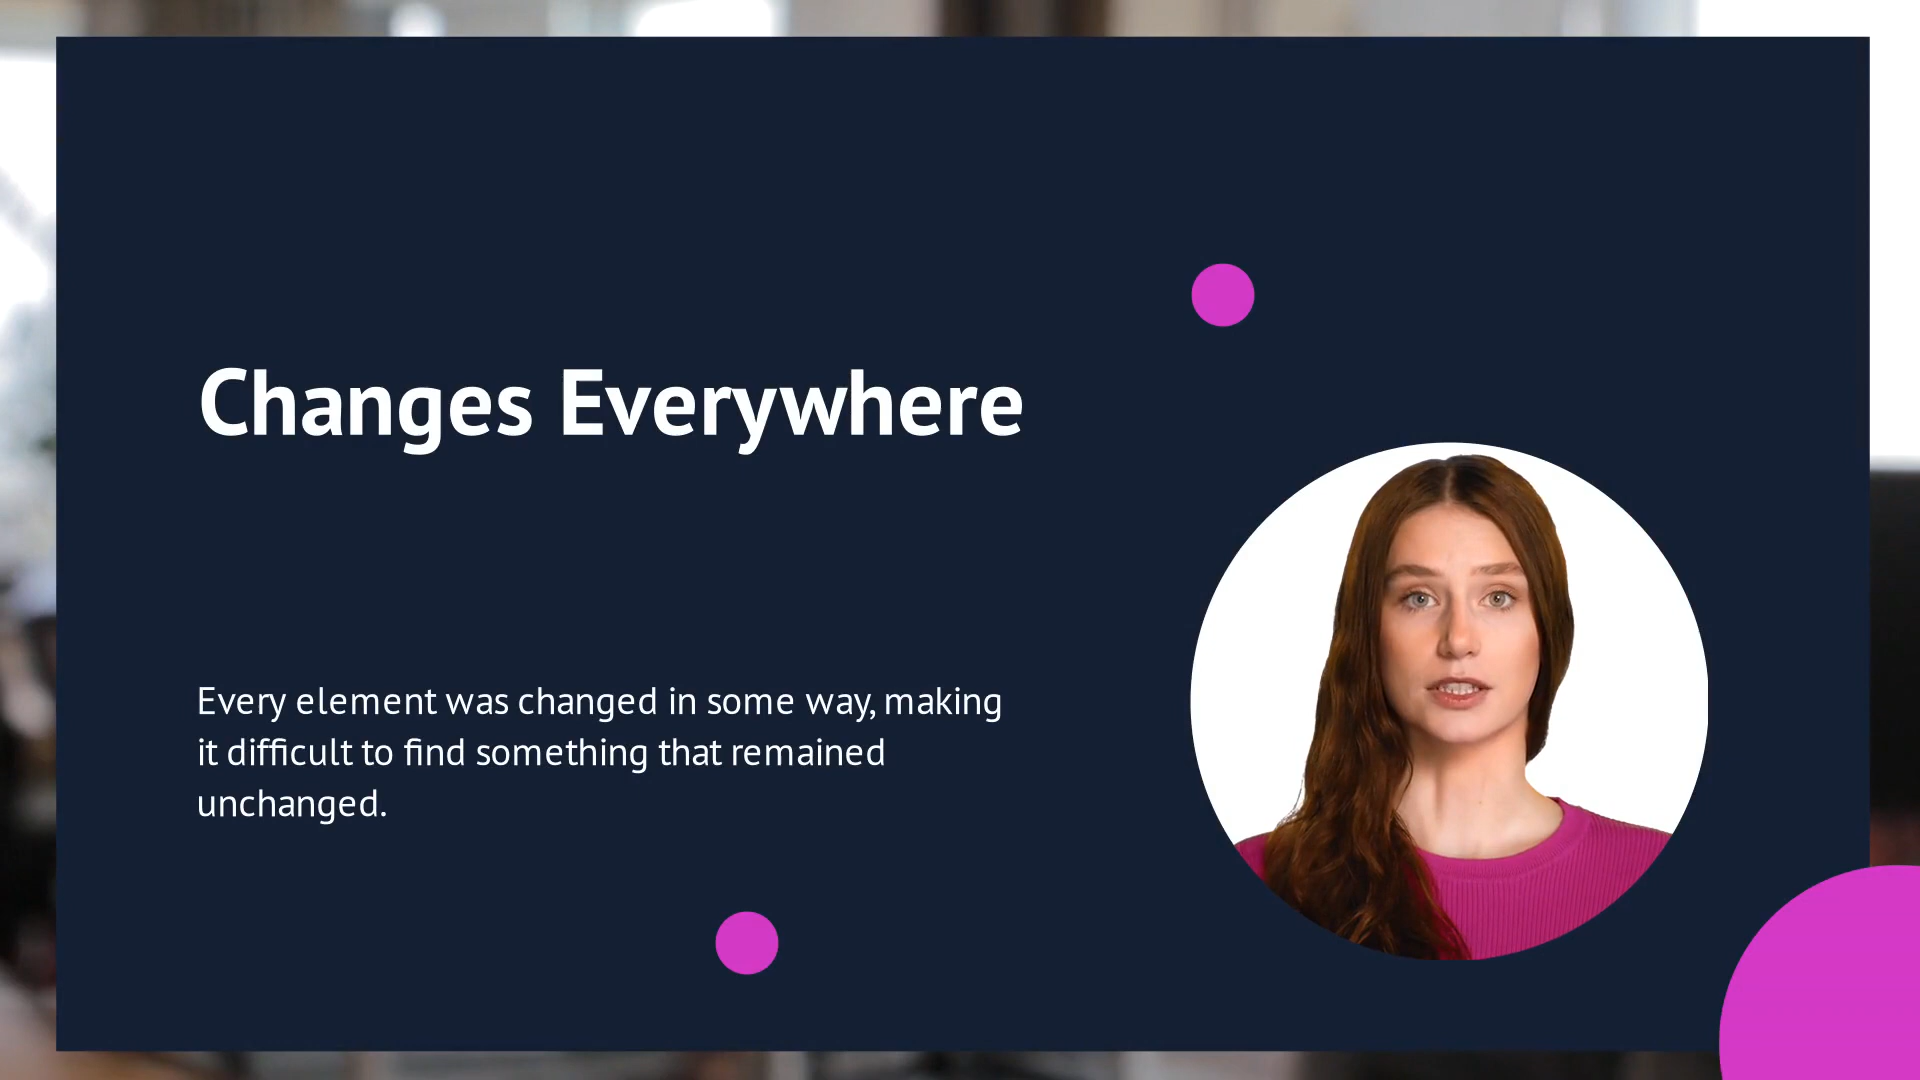 Changes Everywhere
Every element was changed in some way, making
it difficult to find something that remained
unchanged.